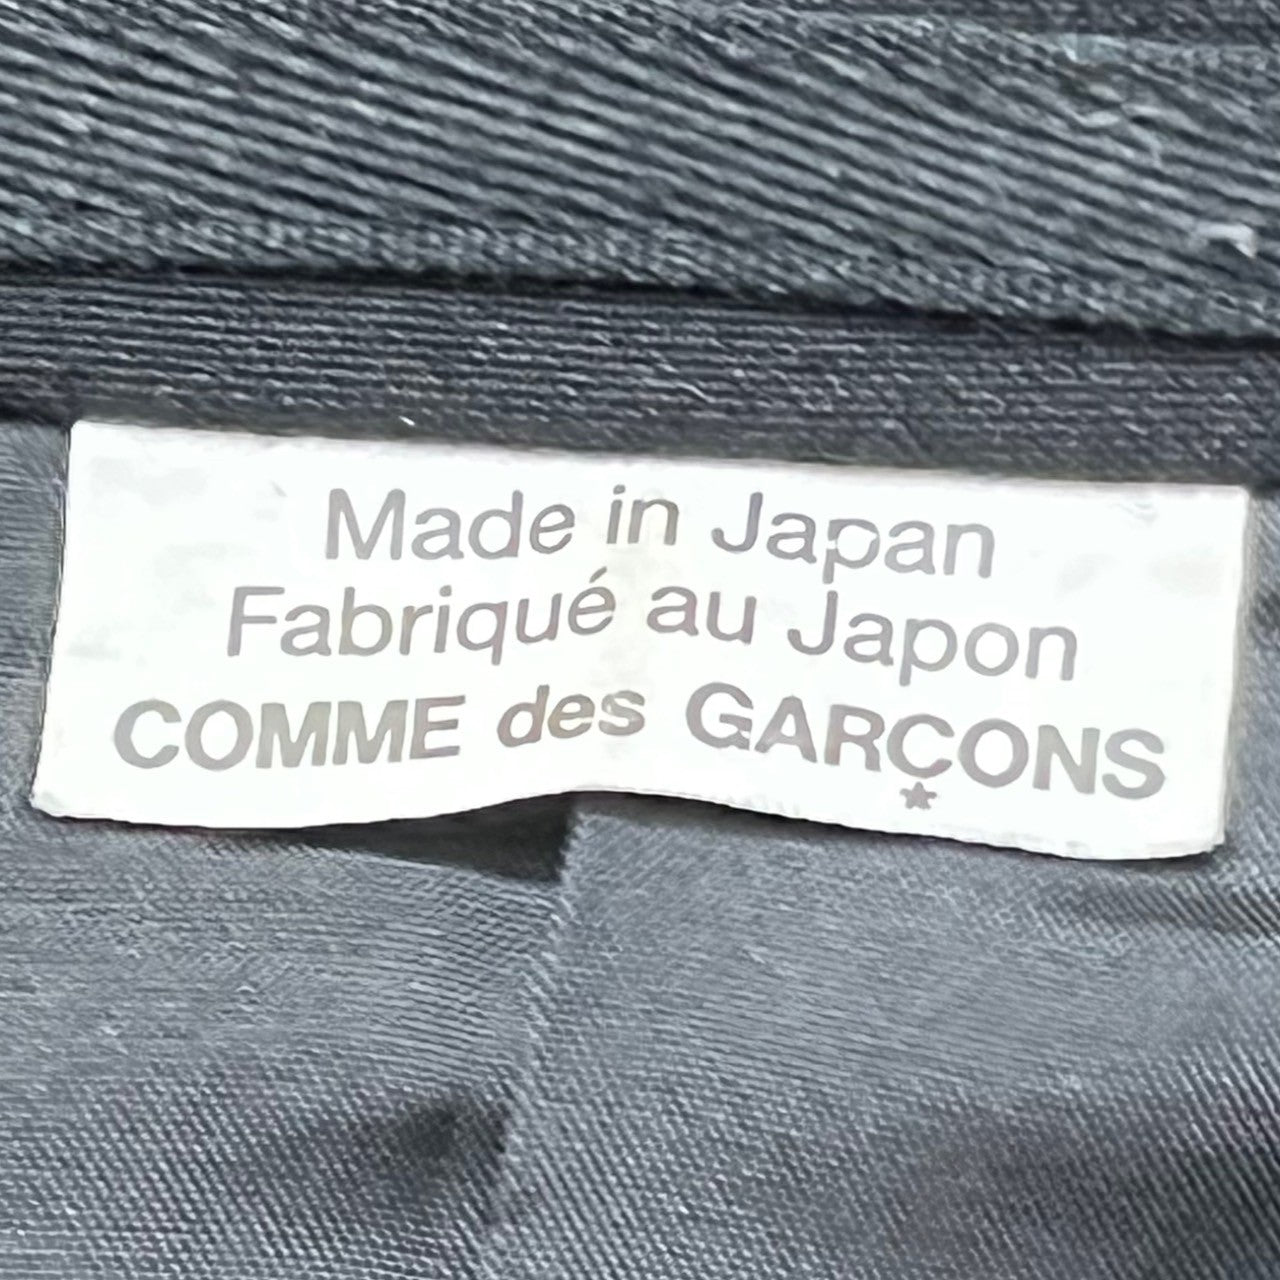 Made in Japan
Fabriqué au Japon
COMME des GARÇONS